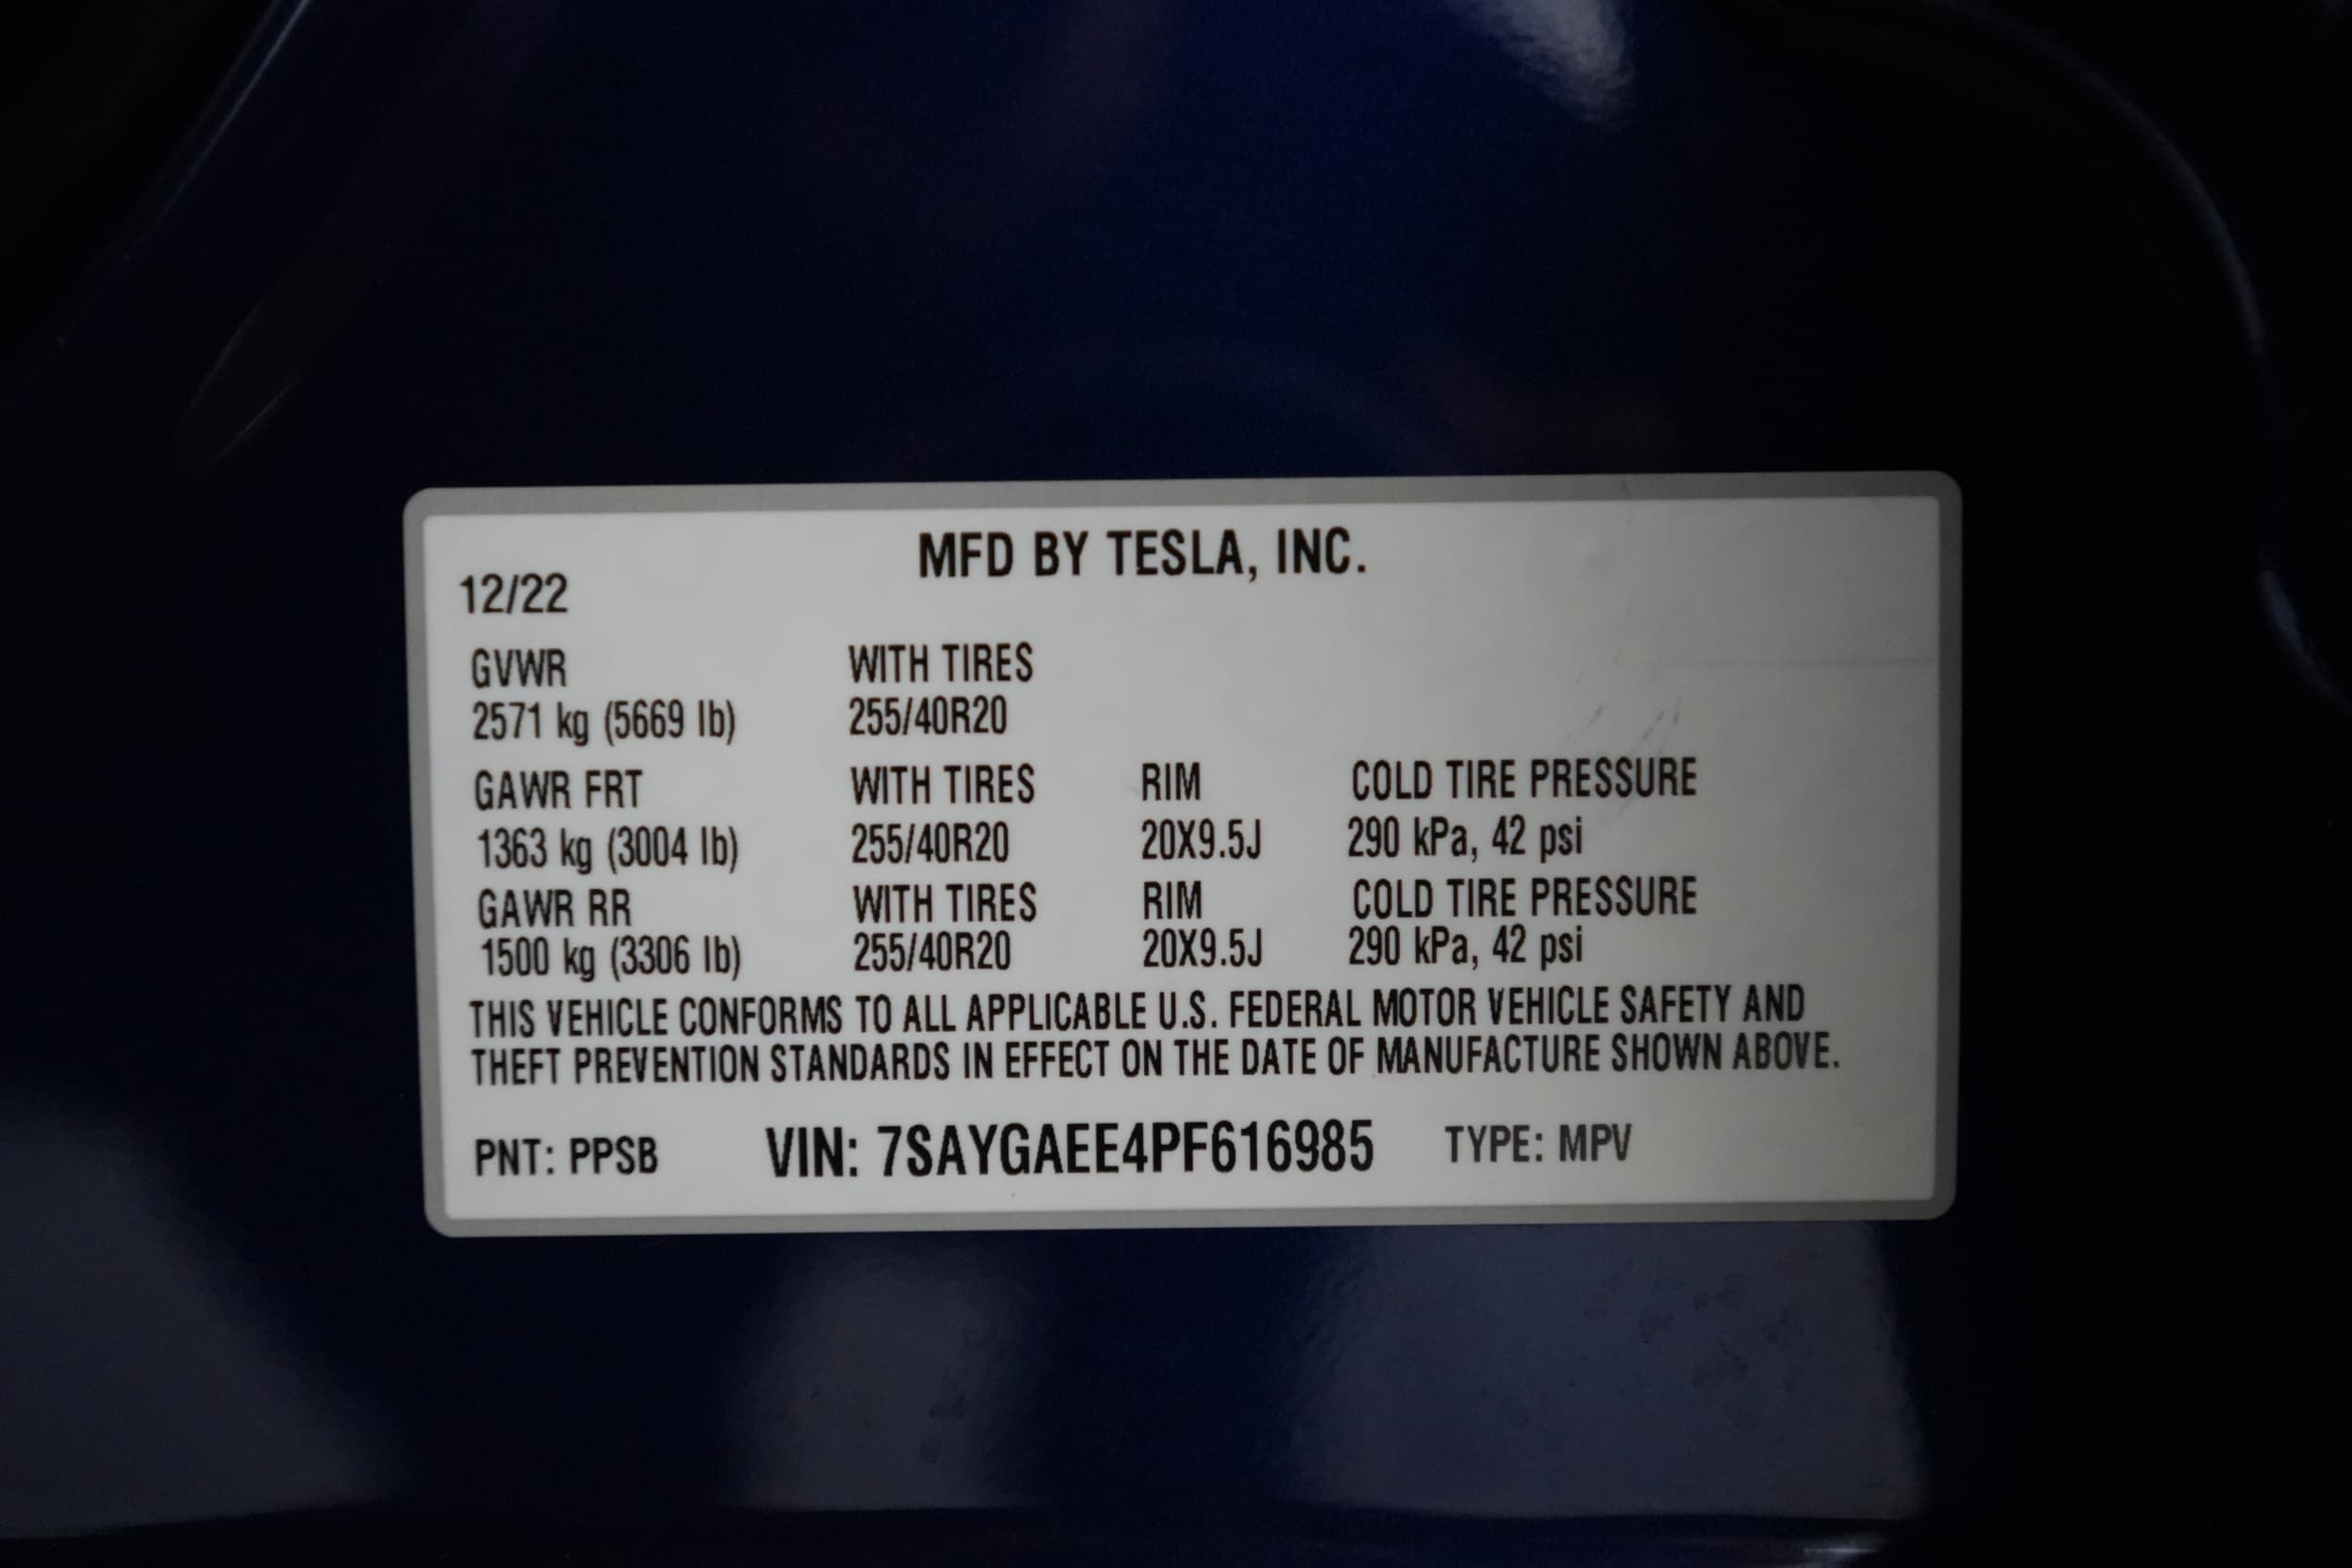 MFD BY TESLA, INC.
12/22
GVWR WITH TIRES
2571 kg (5669 lb) 255/40R20
GAWR FRT WITH TIRES RIM COLD TIRE PRESSURE
1363 kg (3004 lb) 255/40R20 20X9.5J 290 kPa, 42 psi
GAWR RR WITH TIRES RIM COLD TIRE PRESSURE
1500 kg (3306 lb) 255/40R20 20X9.5J 290 kPa, 42 psi
THIS VEHICLE CONFORMS TO ALL APPLICABLE U.S. FEDERAL MOTOR VEHICLE SAFETY AND
THEFT PREVENTION STANDARDS IN EFFECT ON THE DATE OF MANUFACTURE SHOWN ABOVE.
PNT: PPSB VIN: 7SAYGAEE4PF616985 TYPE: MPV